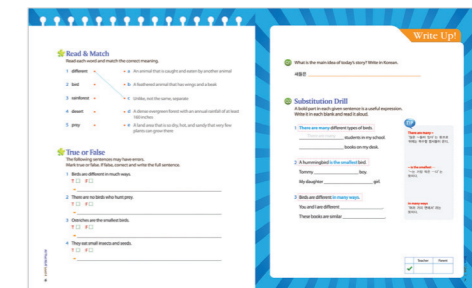 Read & Match
Read each word and match the correct meaning.
1 different
a An animal that is caught and eaten by another animal
2 bird
b A feathered animal that has wings and a beak
3 rainforest
c Unlike, not the same, separate
4 desert
d A dense evergreen forest with an annual rainfall of at least
160 inches
5 prey
e A land area that is so dry, hot, and sandy that very few
plants can grow there
True or False
The following sentences may have errors.
Mark true or false. If false, correct and write the full sentence.
1 Birds are different in much ways.
T F
2 There are no birds who hunt prey.
T F
3 Ostriches are the smallest birds.
T F
4 They eat small insects and seeds.
T F
Write Up!
What is the main idea of today's story? Write in Korean.
새들은
Substitution Drill
A bold part in each given sentence is a useful expression.
Write it in each blank and read it aloud.
1 There are many different types of birds.
There are many students in my school.
books on my desk.
2 A hummingbird is the smallest bird.
Tommy boy.
My daughter girl.
3 Birds are different in many ways.
You and I are different
These books are similar
There are many ~
~ is the smallest ~
in many ways
Teacher Parent